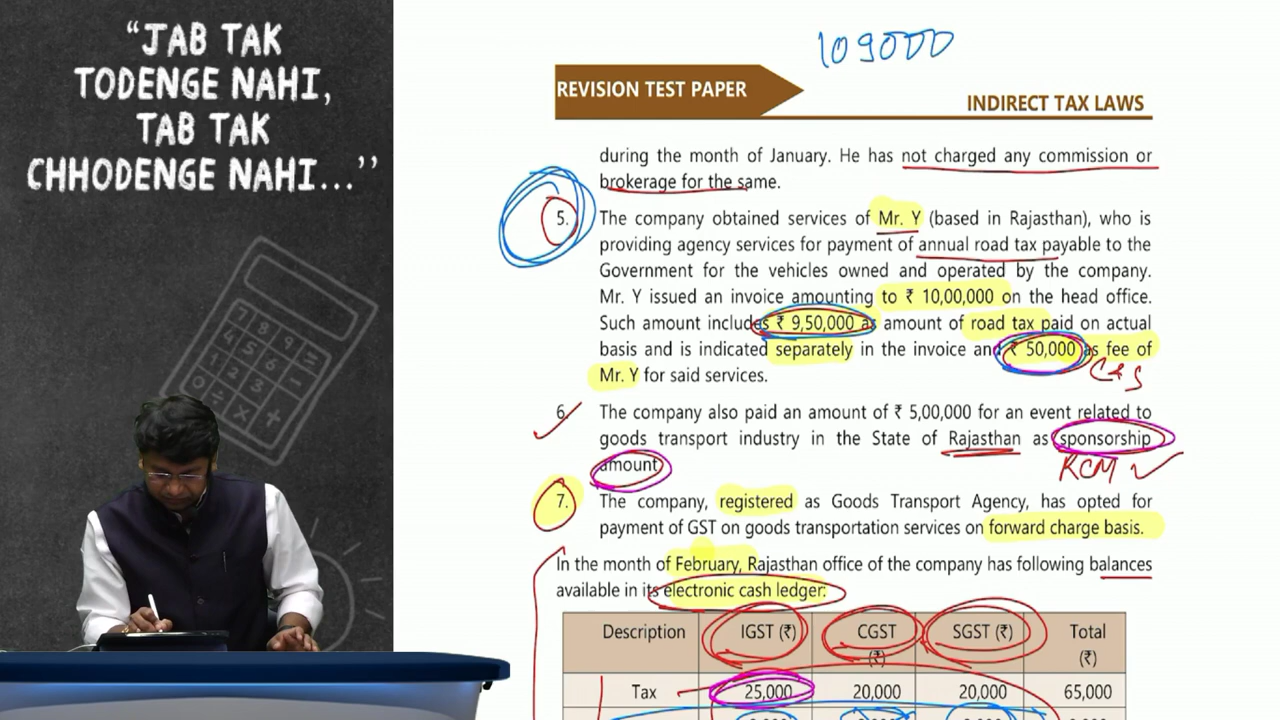 “JAB TAK
TODENGE NAHI,
TAB TAK
CHHODENGE NAHI...’’
109000
REVISION TEST PAPER
INDIRECT TAX LAWS
during the month of January. He has not charged any commission or
brokerage for the same.
5. The company obtained services of Mr. Y (based in Rajasthan), who is
providing agency services for payment of annual road tax payable to the
Government for the vehicles owned and operated by the company.
Mr. Y issued an invoice amounting to ₹ 10,00,000 on the head office.
Such amount includes ₹ 9,50,000 as amount of road tax paid on actual
basis and is indicated separately in the invoice and ₹ 50,000 as fee of
Mr. Y for said services.
C+S
6. The company also paid an amount of ₹ 5,00,000 for an event related to
goods transport industry in the State of Rajasthan as sponsorship
amount
RCM
7. The company, registered as Goods Transport Agency, has opted for
payment of GST on goods transportation services on forward charge basis.
In the month of February, Rajasthan office of the company has following balances
available in its electronic cash ledger:
Description IGST (₹) CGST (₹) SGST (₹) Total (₹)
Tax 25,000 20,000 20,000 65,000